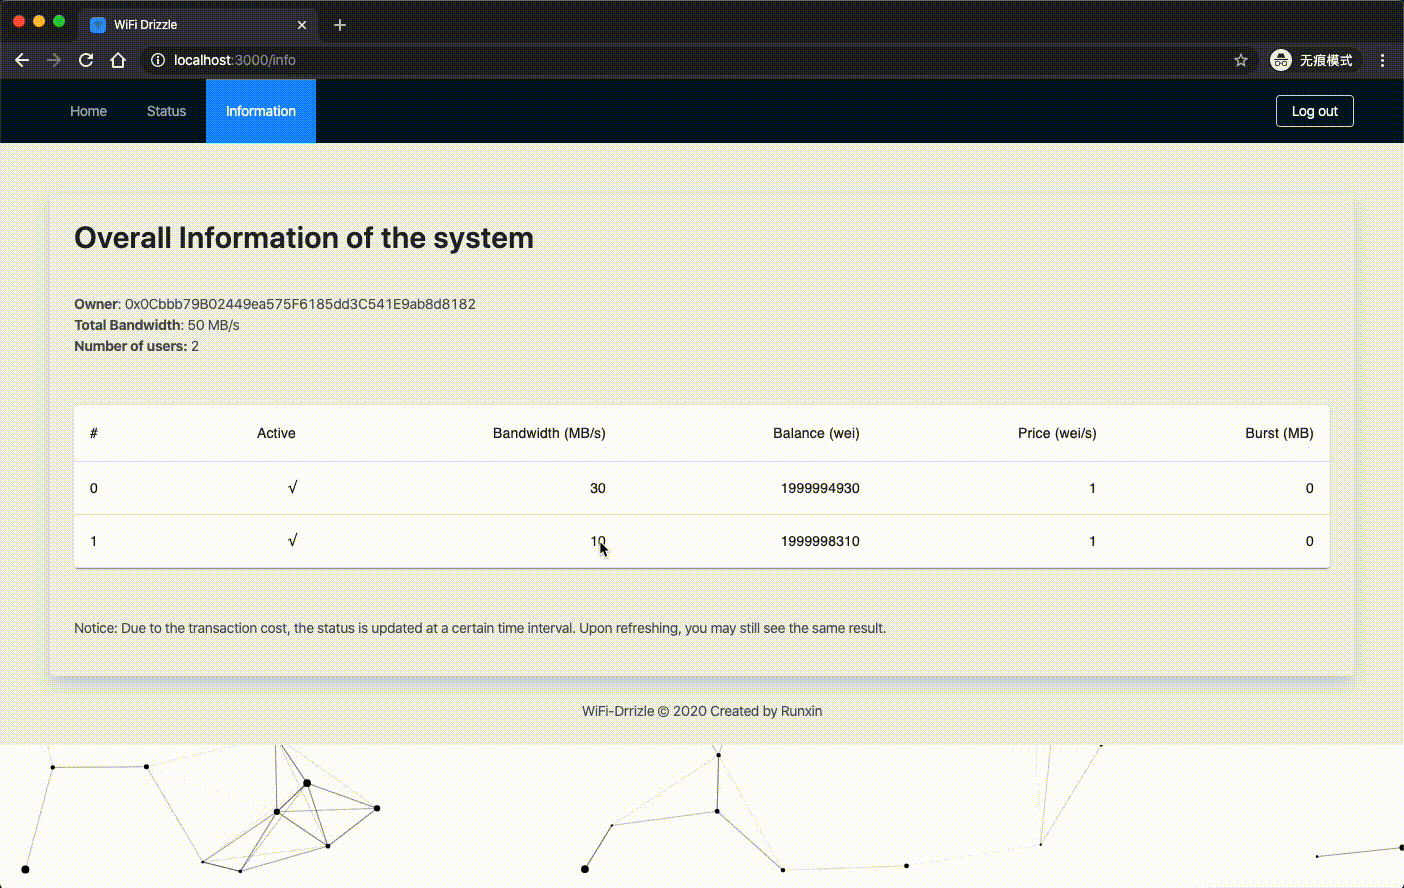 WiFi Drizzle
localhost:3000/info
无痕模式
Home Status Information Log out
Overall Information of the system
Owner: 0x0Cbbb79B02449ea575F6185dd3C541E9ab8d8182
Total Bandwidth: 50 MB/s
Number of users: 2
# Active Bandwidth (MB/s) Balance (wei) Price (wei/s) Burst (MB)
0 √ 30 1999994930 1 0
1 √ 10 1999998310 1 0
Notice: Due to the transaction cost, the status is updated at a certain time interval. Upon refreshing, you may still see the same result.
WiFi-Drrizle © 2020 Created by Runxin